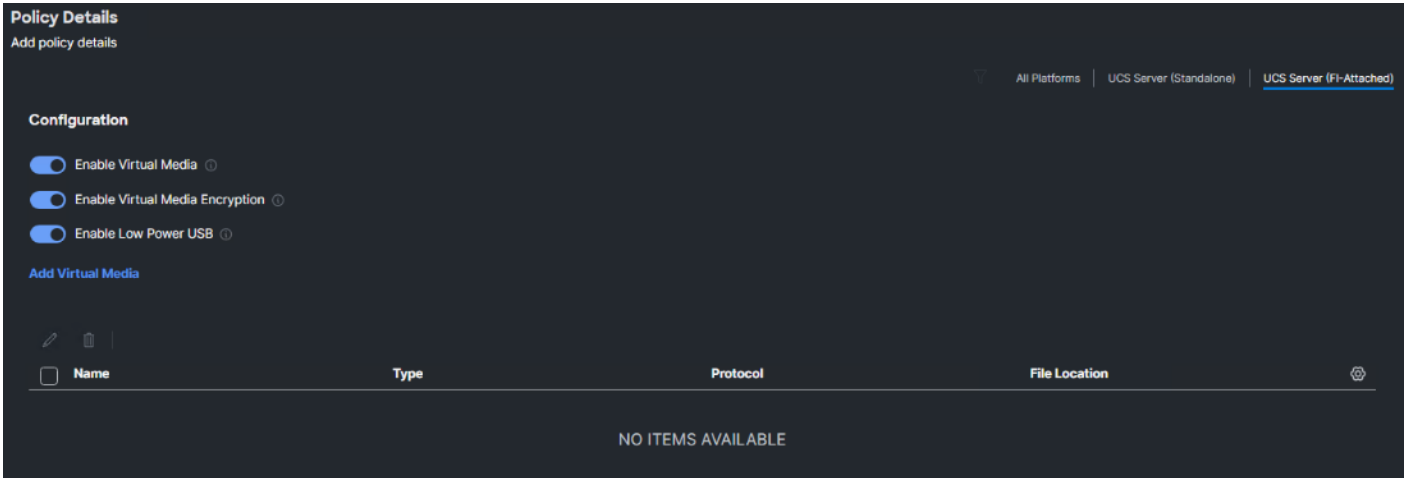 Policy Details
Add policy details
All Platforms UCS Server (Standalone) UCS Server (FI-Attached)
Configuration
Enable Virtual Media
Enable Virtual Media Encryption
Enable Low Power USB
Add Virtual Media
Name Type Protocol File Location
NO ITEMS AVAILABLE